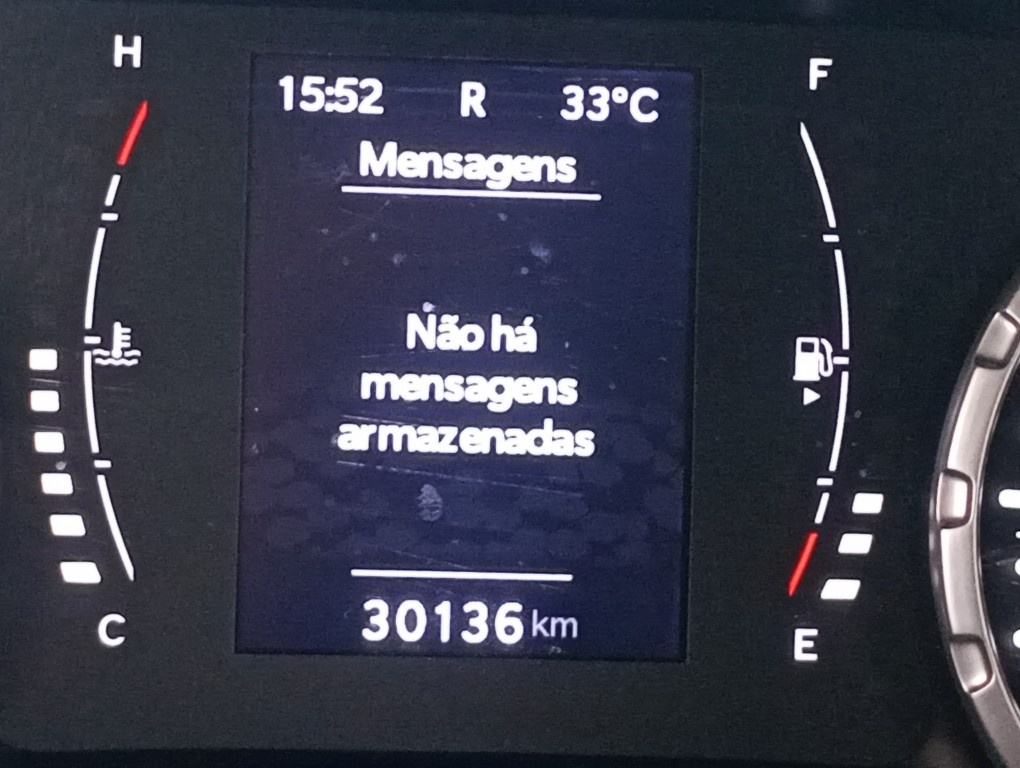 H
F
15:52 R 33°C
Mensagens
Não há
mensagens
armazenadas
30136 km
C
E